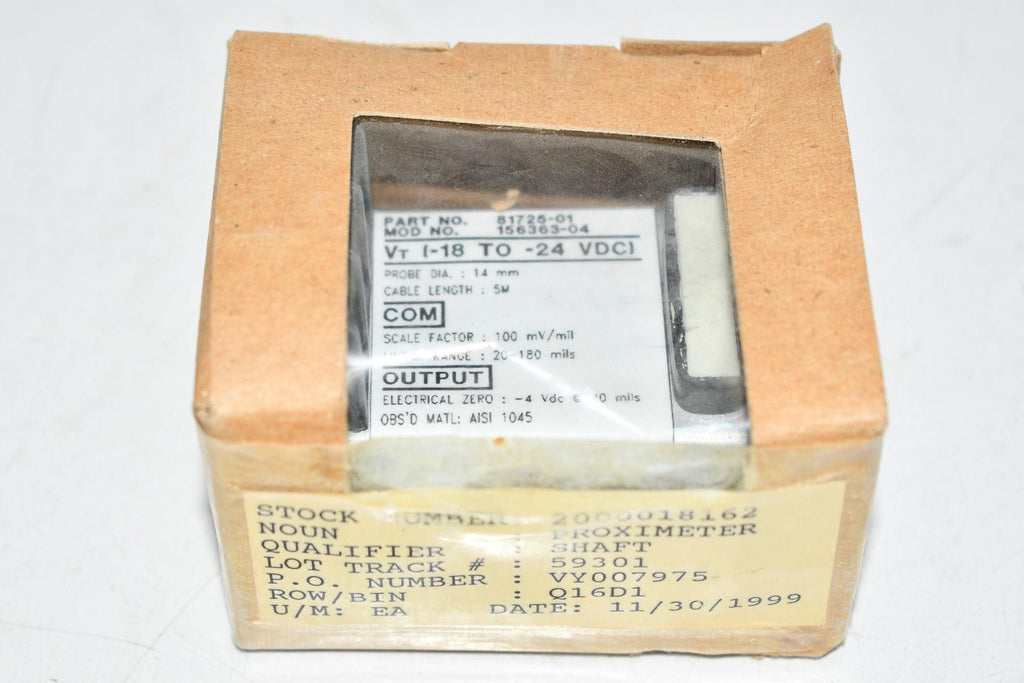 PART NO. 81725-01
MOD NO. 156363-04
VT (-18 TO -24 VDC)
PROBE DIA. : 14 mm
CABLE LENGTH : 5M
COM
SCALE FACTOR : 100 mV/mil
RANGE : 20-180 mils
OUTPUT
ELECTRICAL ZERO : -4 Vdc mils
OBS'D MATL: AISI 1045
STOCK NUMBER: 2000018162
NOUN : PROXIMETER
QUALIFIER : SHAFT
LOT TRACK # : 59301
P.O. NUMBER : VY007975
ROW/BIN : Q16D1
U/M: EA DATE: 11/30/1999